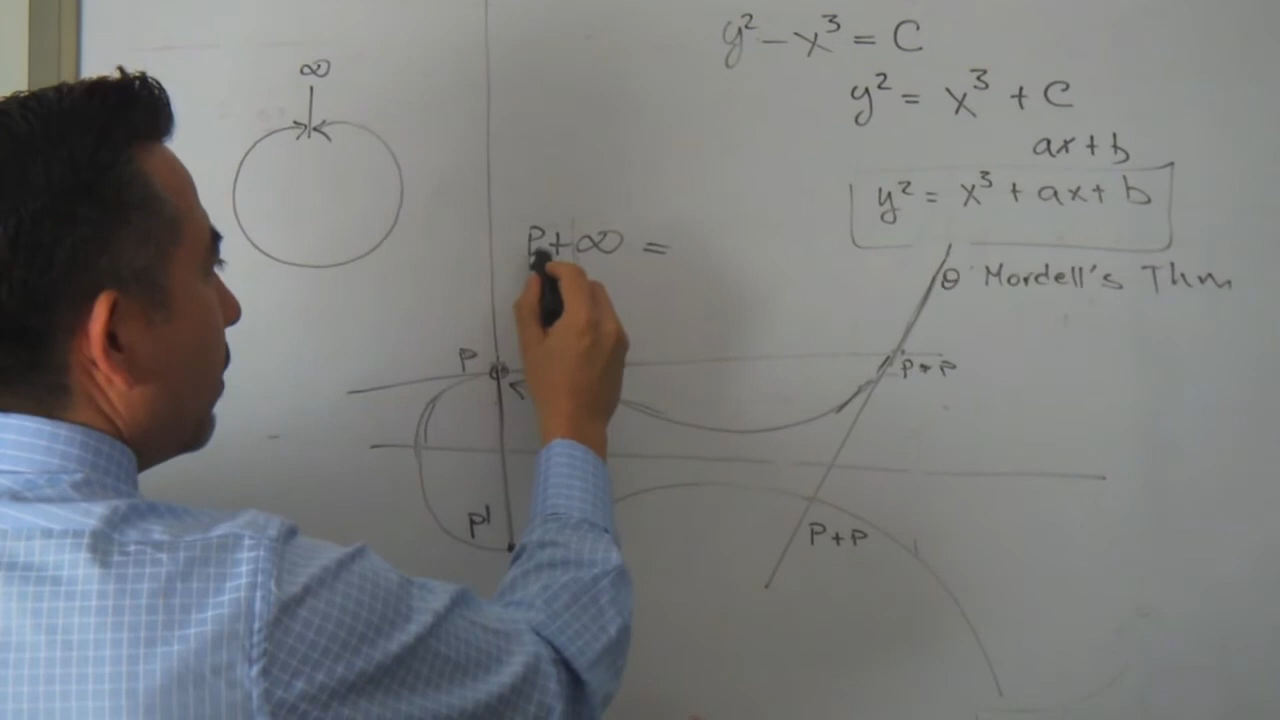 y² - x³ = C
∞
y² = x³ + C
ax + b
y² = x³ + ax + b
P + ∞ =
θ Mordell's Thm
P
P * P
P'
P + P